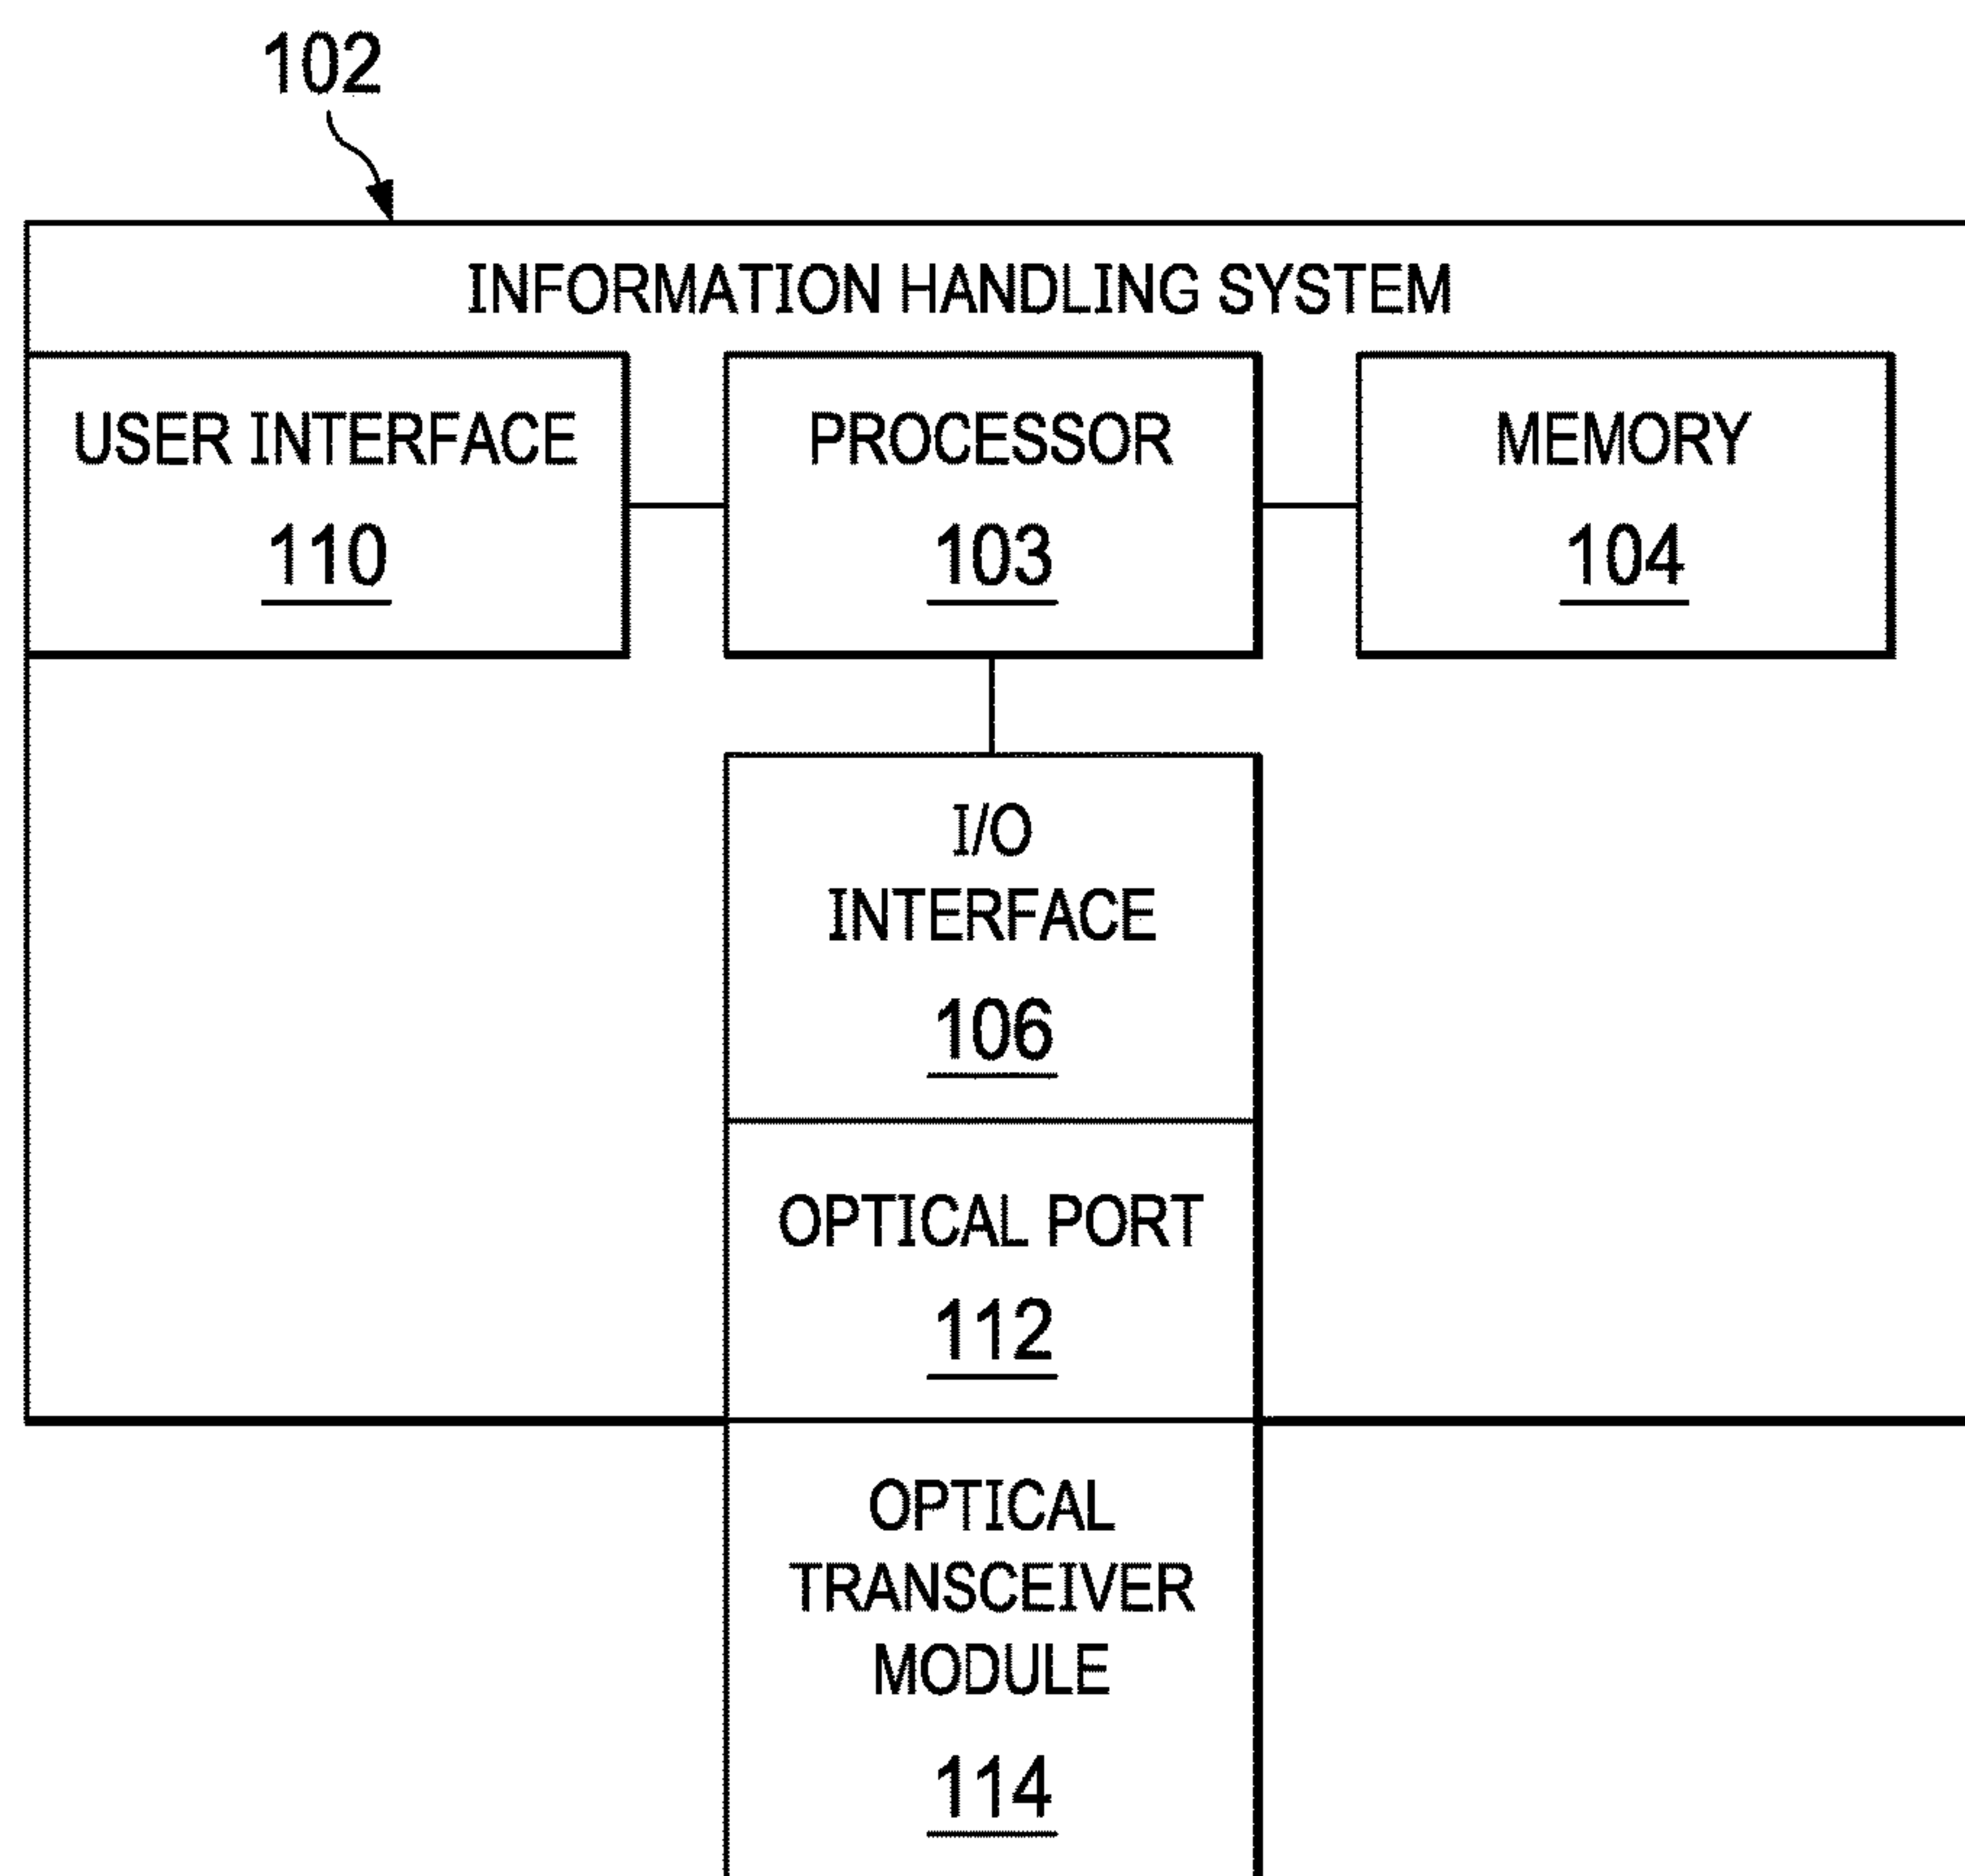 102
INFORMATION HANDLING SYSTEM
USER INTERFACE
110
PROCESSOR
103
MEMORY
104
I/O
INTERFACE
106
OPTICAL PORT
112
OPTICAL
TRANSCEIVER
MODULE
114